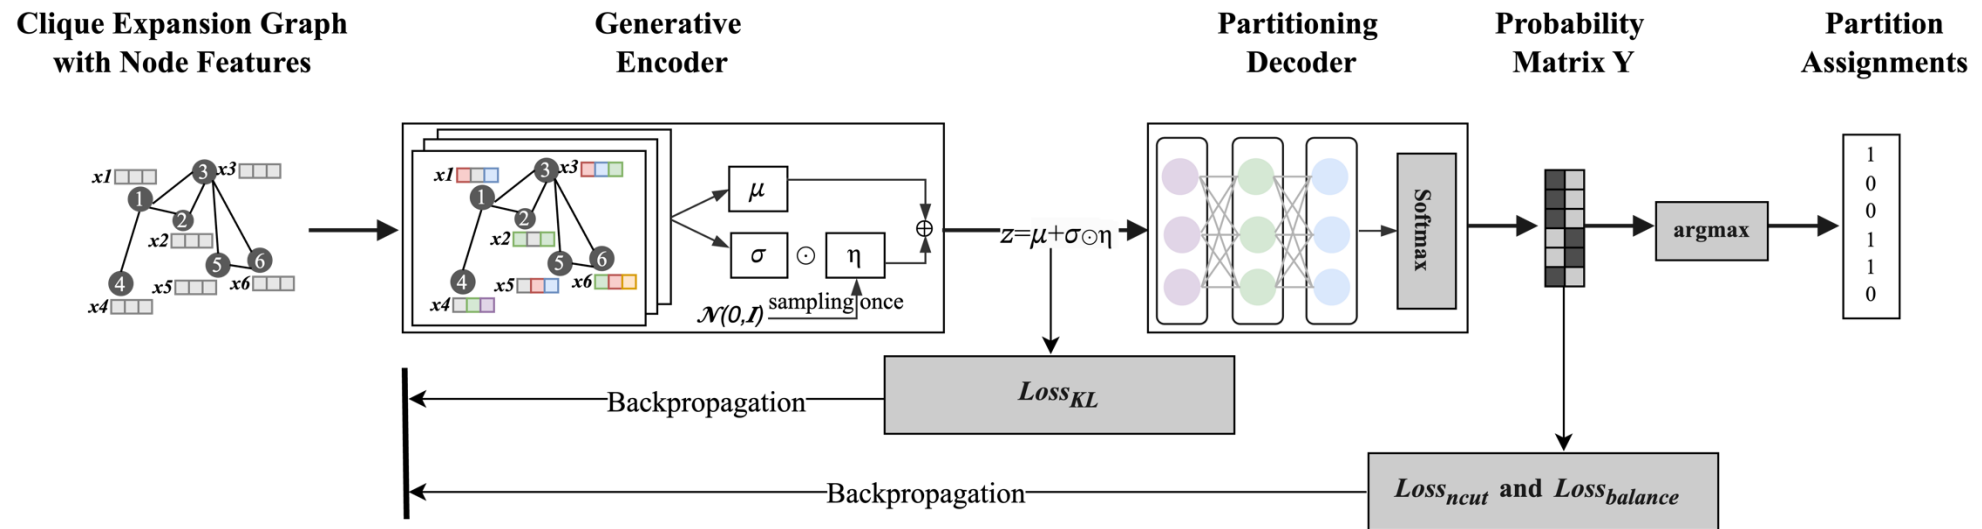 Clique Expansion Graph
with Node Features
Generative
Encoder
Partitioning
Decoder
Probability
Matrix Y
Partition
Assignments
x1
3
x3
1
2
x2
5
6
4
x5
x6
x4
x1
3
x3
1
2
x2
5
6
4
x5
x6
x4
μ
σ ⊙ η
𝒩(0,I)
sampling once
⊕
z=μ+σ⊙η
Softmax
argmax
1
0
0
1
1
0
Loss_KL
Backpropagation
Loss_ncut and Loss_balance
Backpropagation